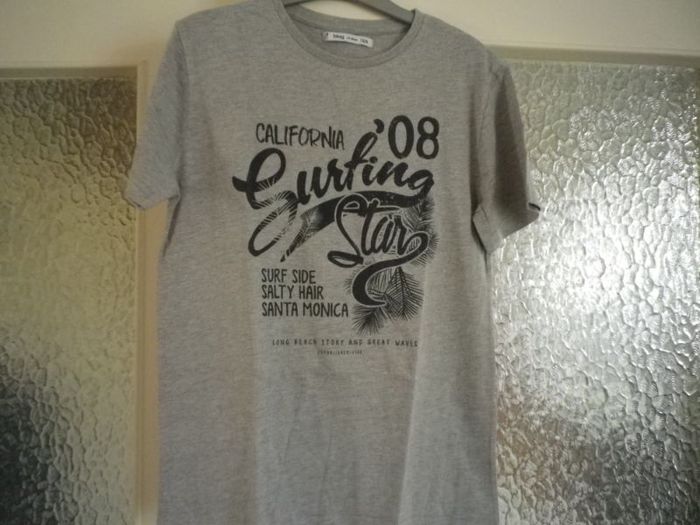 CALIFORNIA '08
Surfing
Star
SURF SIDE
SALTY HAIR
SANTA MONICA
LONG BEACH STORY AND GREAT WAVES